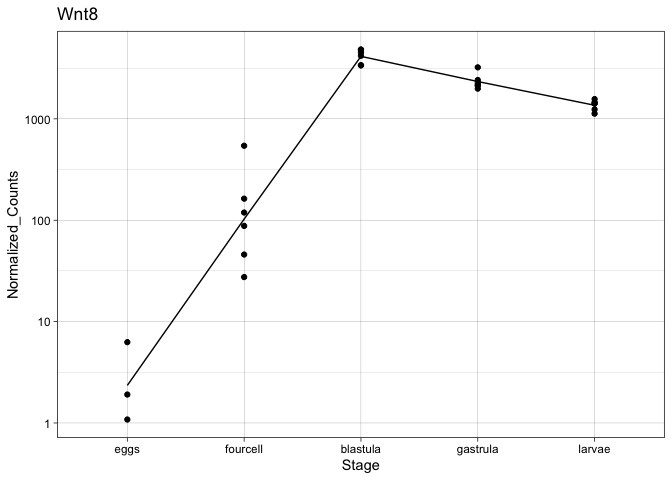 Wnt8
Normalized_Counts
1000
100
10
1
eggs fourcell blastula gastrula larvae
Stage